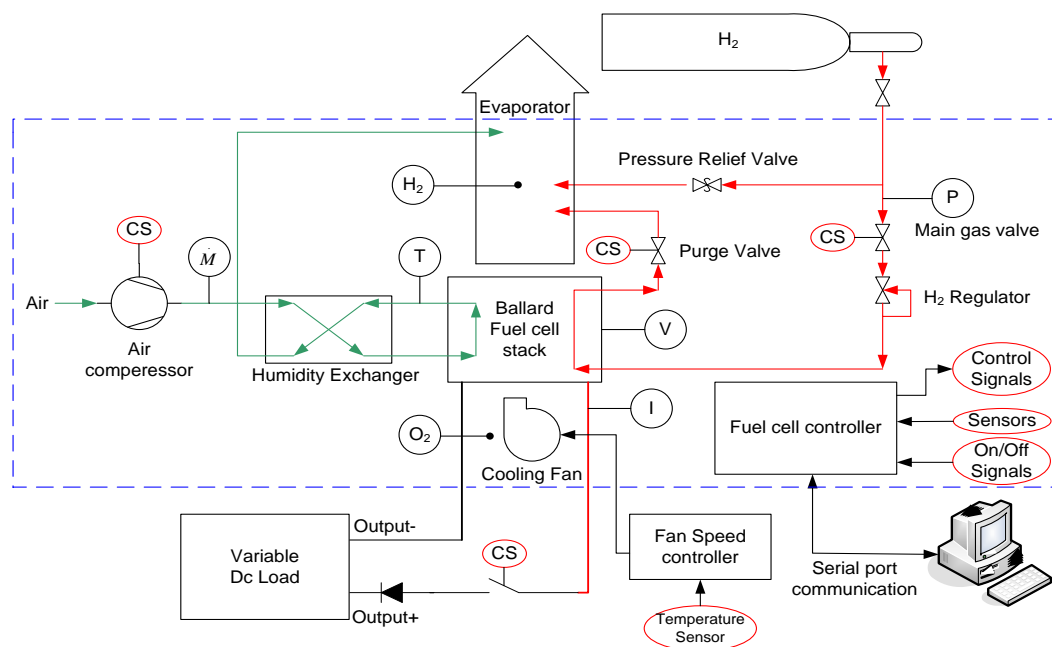 H2
Evaporator
Pressure Relief Valve
H2
P
Main gas valve
CS
CS
CS
Purge Valve
Ṁ
T
Air
Ballard
Fuel cell
stack
V
H2 Regulator
Air
comperessor
Humidity Exchanger
Control
Signals
I
O2
Fuel cell controller
Sensors
On/Off
Signals
Cooling Fan
Output-
Variable
Dc Load
CS
Fan Speed
controller
Serial port
communication
Output+
Temperature
Sensor